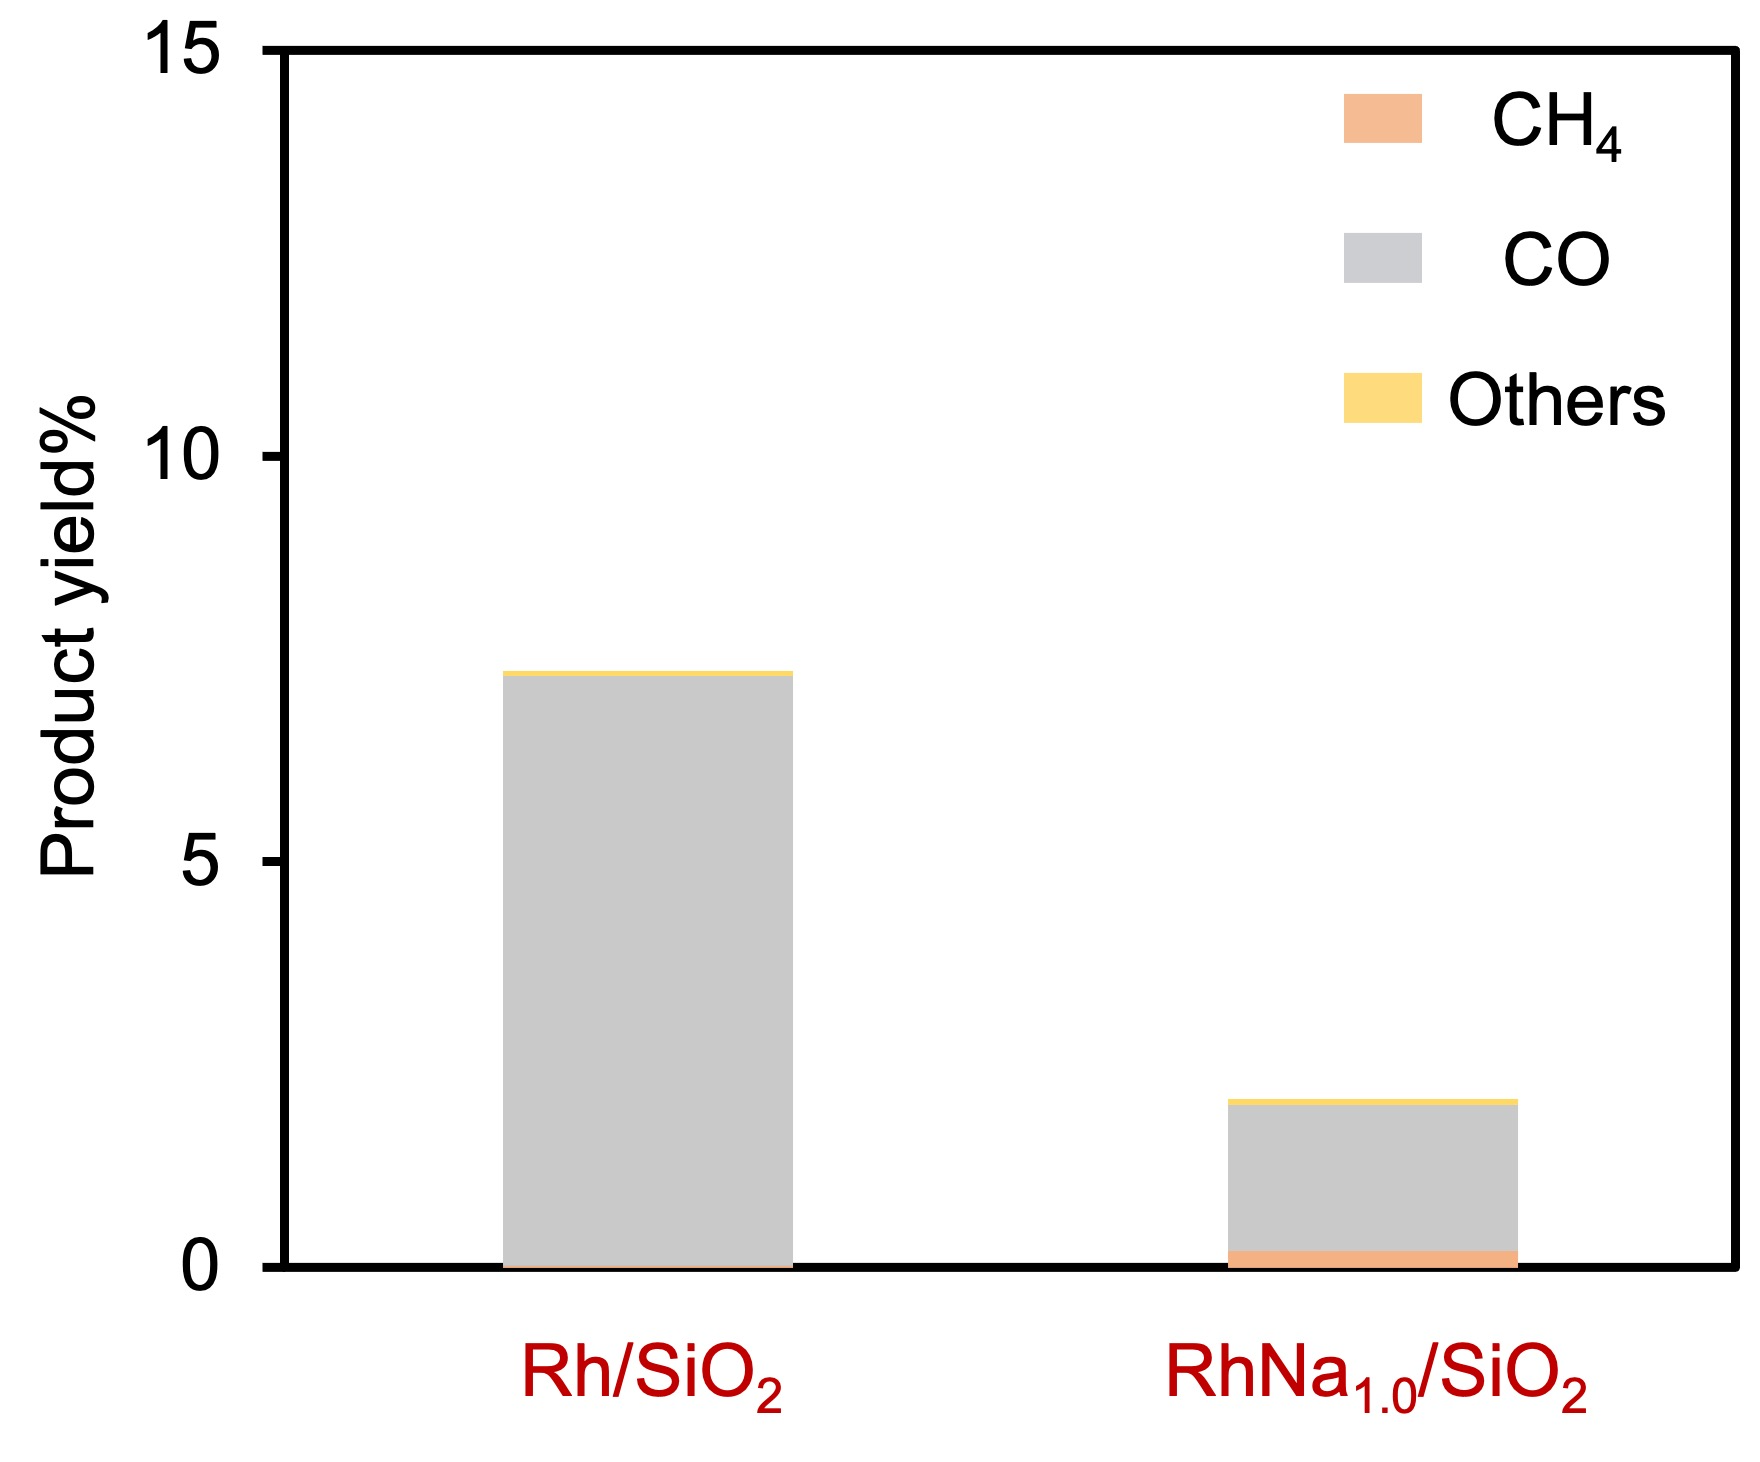 15
CH₄
CO
Others
10
5
0
Product yield%
Rh/SiO₂
RhNa₁.₀/SiO₂